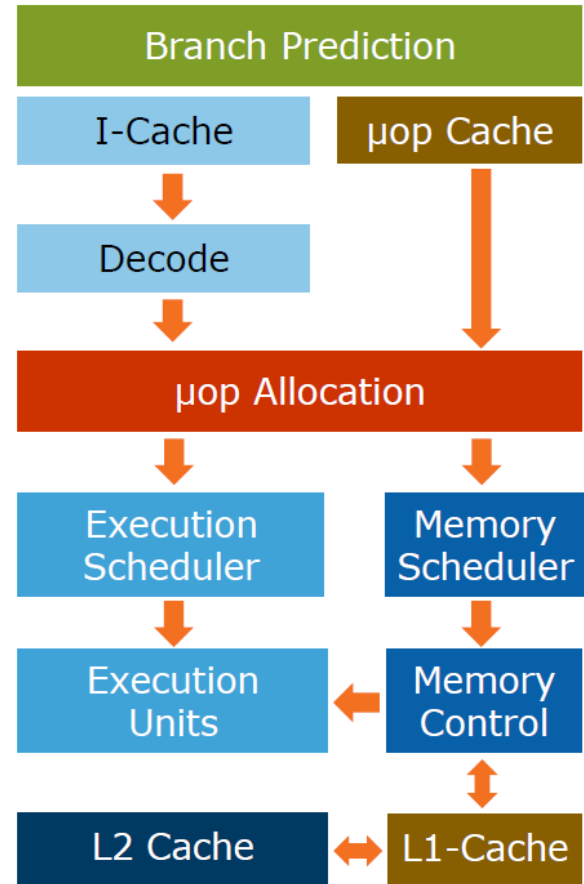 Branch Prediction
I-Cache
µop Cache
Decode
µop Allocation
Execution
Scheduler
Memory
Scheduler
Execution
Units
Memory
Control
L2 Cache
L1-Cache